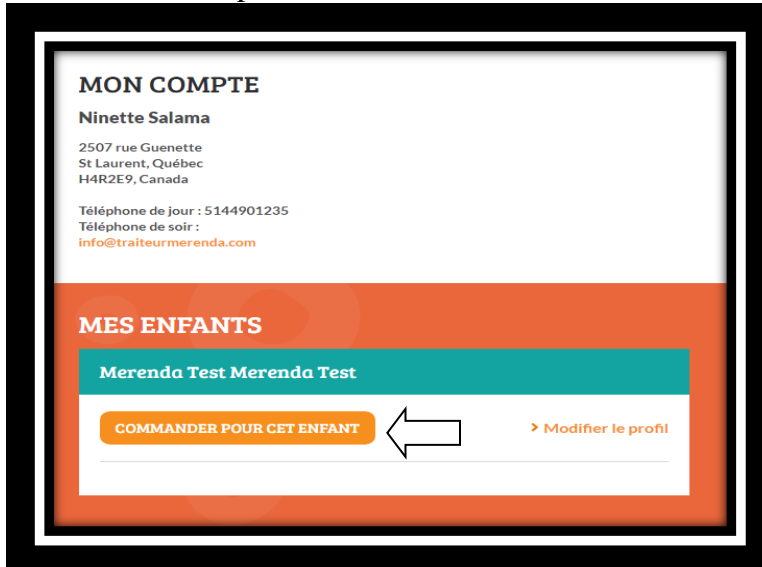 MON COMPTE
Ninette Salama
2507 rue Guenette
St Laurent, Québec
H4R2E9, Canada
Téléphone de jour : 5144901235
Téléphone de soir :
info@traiteurmerenda.com
MES ENFANTS
Merenda Test Merenda Test
COMMANDER POUR CET ENFANT
> Modifier le profil